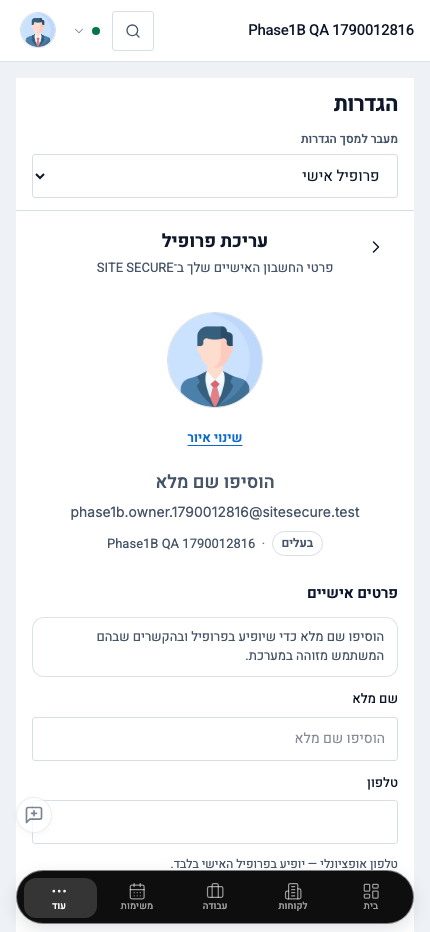 Phase1B QA 1790012816
הגדרות
מעבר למסך הגדרות
פרופיל אישי
עריכת פרופיל
פרטי החשבון האישיים שלך ב־SITE SECURE
שינוי איור
הוסיפו שם מלא
phase1b.owner.1790012816@sitesecure.test
בעלים · Phase1B QA 1790012816
פרטים אישיים
הוסיפו שם מלא כדי שיופיע בפרופיל ובהקשרים שבהם
המשתמש מזוהה במערכת.
שם מלא
הוסיפו שם מלא
טלפון
טלפון אופציונלי — יופיע בפרופיל האישי בלבד.
בית
לקוחות
עבודה
משימות
עוד